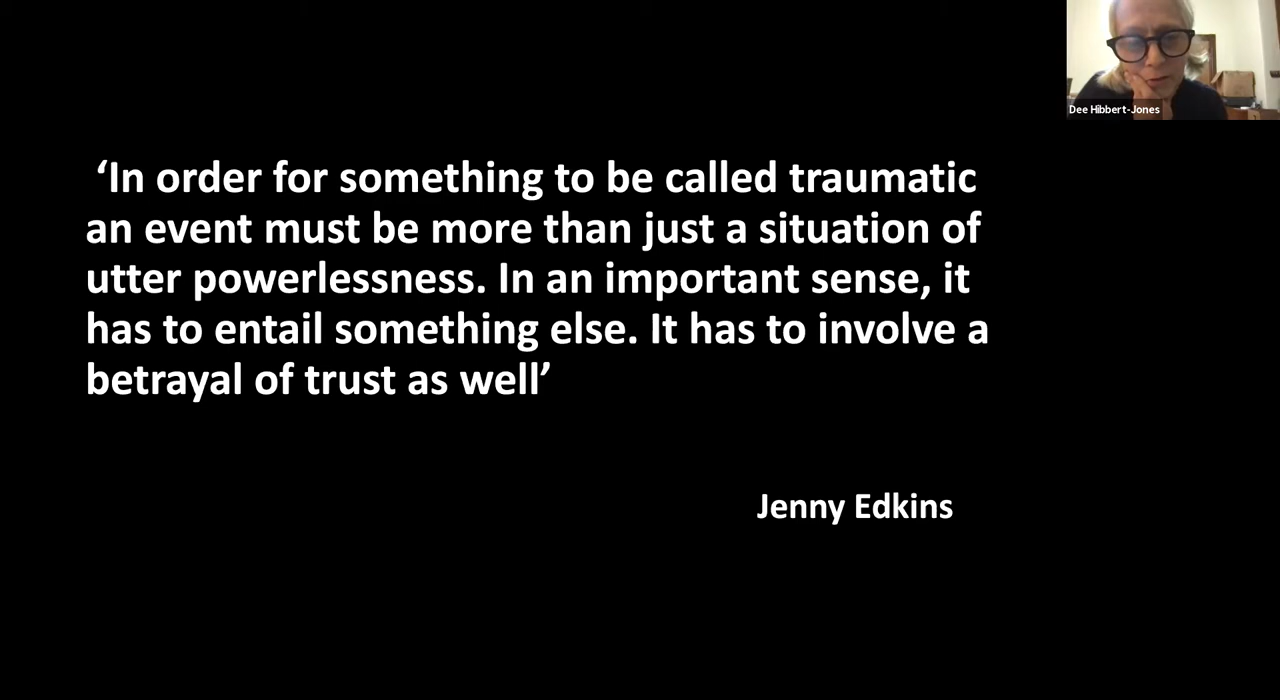 Dee Hibbert-Jones
‘In order for something to be called traumatic
an event must be more than just a situation of
utter powerlessness. In an important sense, it
has to entail something else. It has to involve a
betrayal of trust as well’
Jenny Edkins